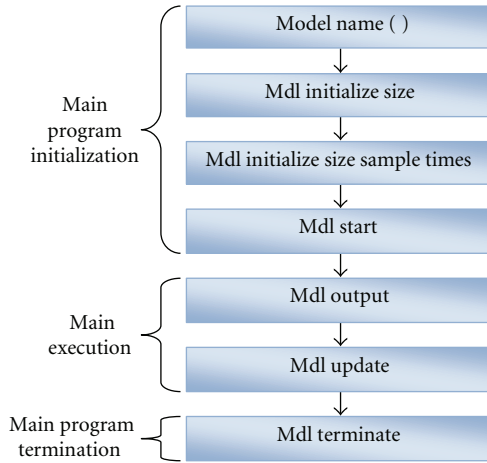 Model name ( )
Mdl initialize size
Main
program
initialization
Mdl initialize size sample times
Mdl start
Mdl output
Main
execution
Mdl update
Main program
termination
Mdl terminate